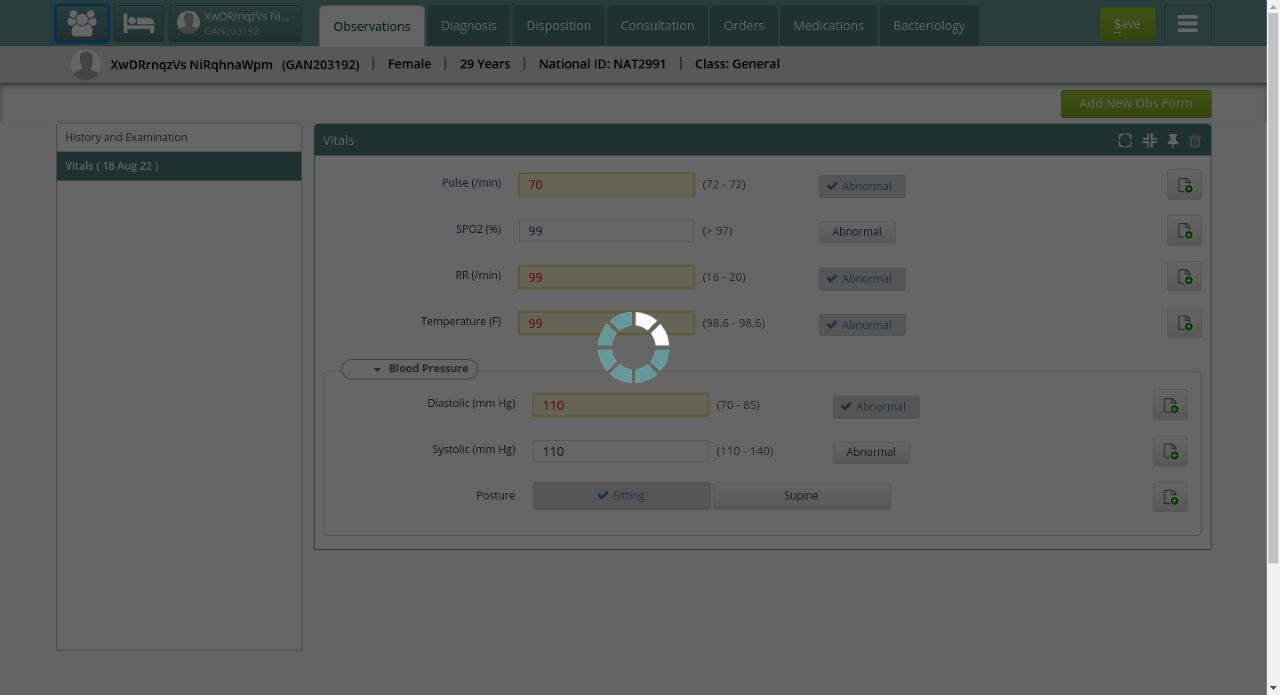 XwDRrnqzVs Ni...
GAN203192
Observations
Diagnosis
Disposition
Consultation
Orders
Medications
Bacteriology
Save
XwDRrnqzVs NiRqhnaWpm (GAN203192) | Female | 29 Years | National ID: NAT2991 | Class: General
Add New Obs Form
History and Examination
Vitals ( 18 Aug 22 )
Vitals
Pulse (/min) 70 (72 - 72) Abnormal
SPO2 (%) 99 (> 97) Abnormal
RR (/min) 99 (16 - 20) Abnormal
Temperature (F) 99 (98.6 - 98.6) Abnormal
Blood Pressure
Diastolic (mm Hg) 110 (70 - 85) Abnormal
Systolic (mm Hg) 110 (110 - 140) Abnormal
Posture Sitting Supine